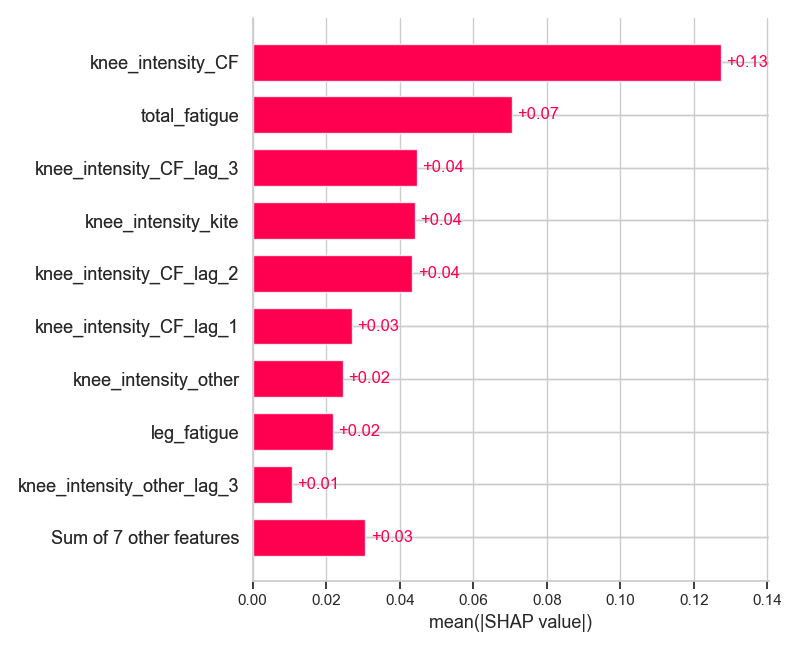 knee_intensity_CF +0.13
total_fatigue +0.07
knee_intensity_CF_lag_3 +0.04
knee_intensity_kite +0.04
knee_intensity_CF_lag_2 +0.04
knee_intensity_CF_lag_1 +0.03
knee_intensity_other +0.02
leg_fatigue +0.02
knee_intensity_other_lag_3 +0.01
Sum of 7 other features +0.03
0.00 0.02 0.04 0.06 0.08 0.10 0.12 0.14
mean(|SHAP value|)